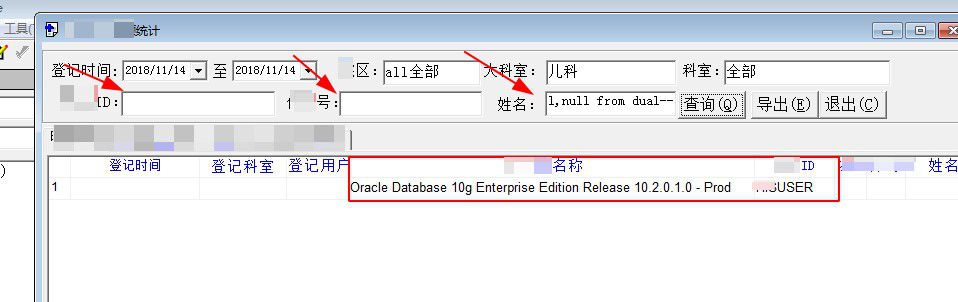 工具(
统计
登记时间: 2018/11/14 至 2018/11/14 区: all全部 大科室: 儿科 科室: 全部
ID: 号: 姓名: l,null from dual-- 查询(Q) 导出(E) 退出(C)
登记时间 登记科室 登记用户 名称 ID 姓名
1 Oracle Database 10g Enterprise Edition Release 10.2.0.1.0 - Prod SUSER